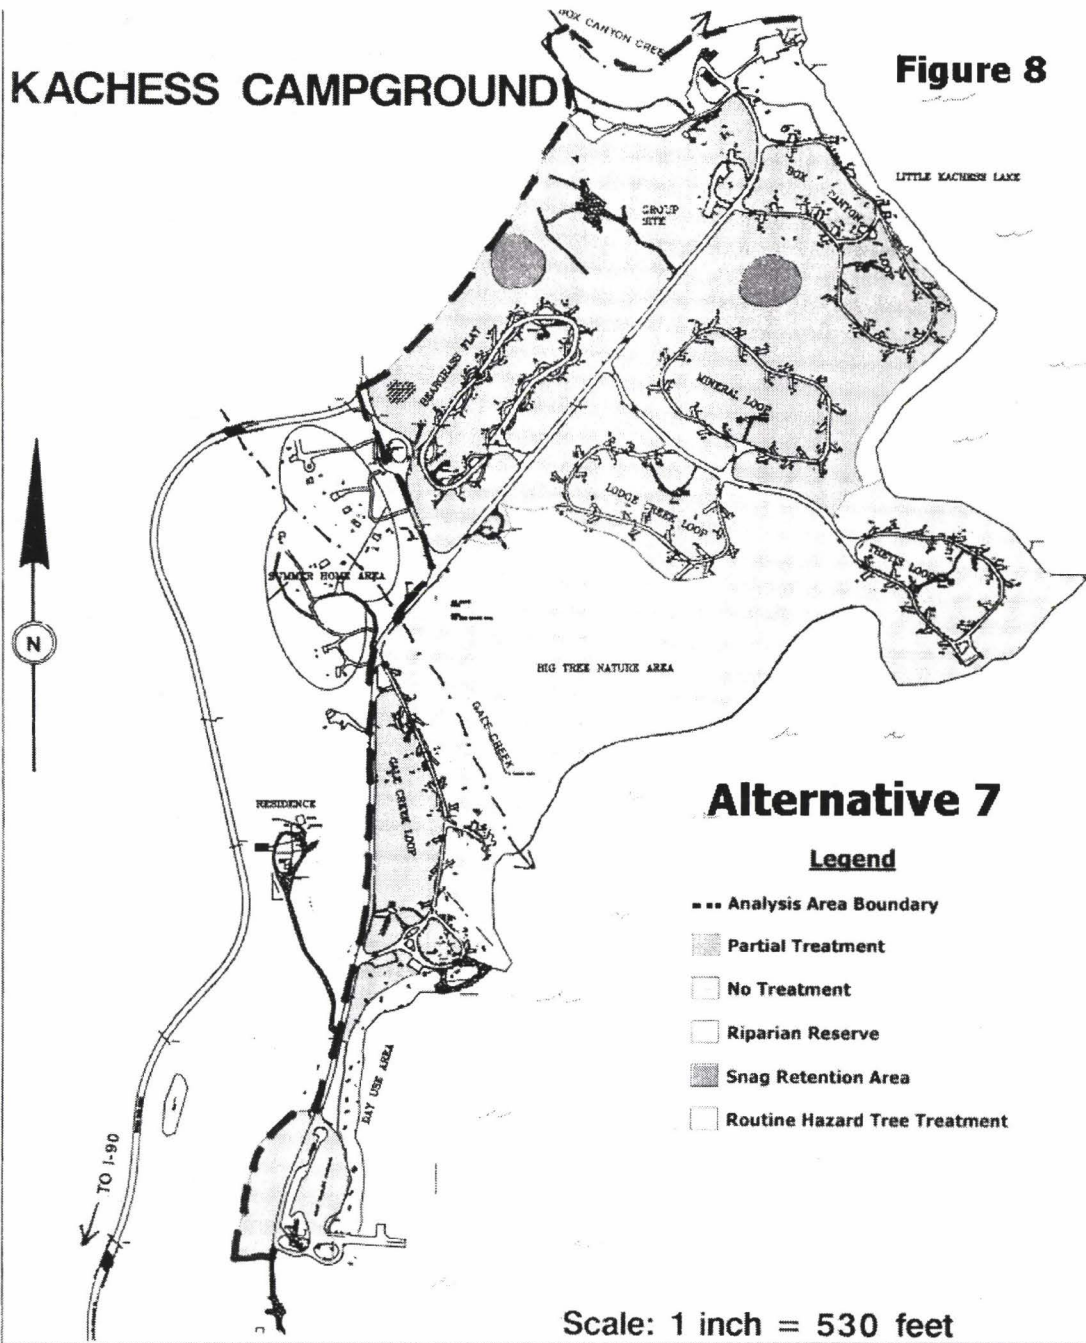 BOX CANYON CREEK
KACHESS CAMPGROUND
Figure 8
LITTLE KACHESS LAKE
BOX CANYON LOOP
GROUP
SITE
BEARGRASS FLAT
MINERAL LOOP
LODGE CREEK LOOP
THETIS LOOP
SUMMER HOME AREA
N
BIG TREE NATURE AREA
GALE CREEK
GALE CREEK LOOP
RESIDENCE
Alternative 7
Legend
Analysis Area Boundary
Partial Treatment
No Treatment
Riparian Reserve
Snag Retention Area
Routine Hazard Tree Treatment
DAY USE AREA
TO I-90
Scale: 1 inch = 530 feet